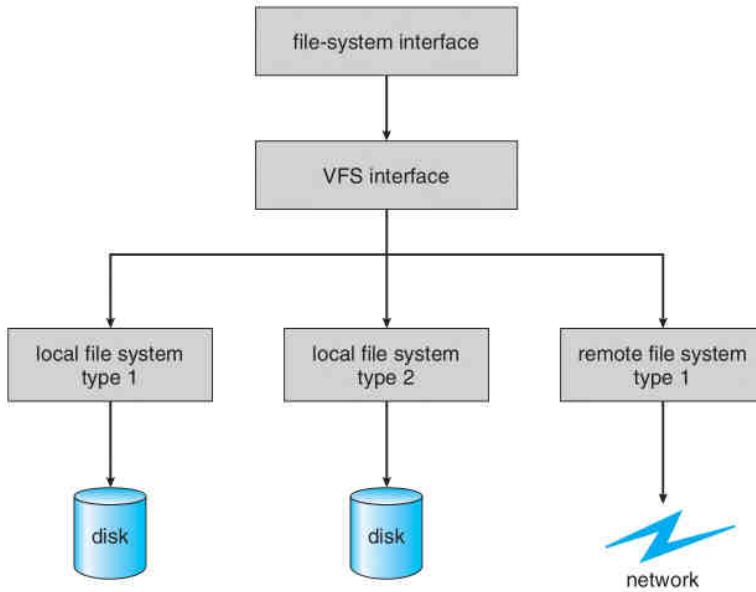 file-system interface
VFS interface
local file system
type 1
local file system
type 2
remote file system
type 1
disk
disk
network